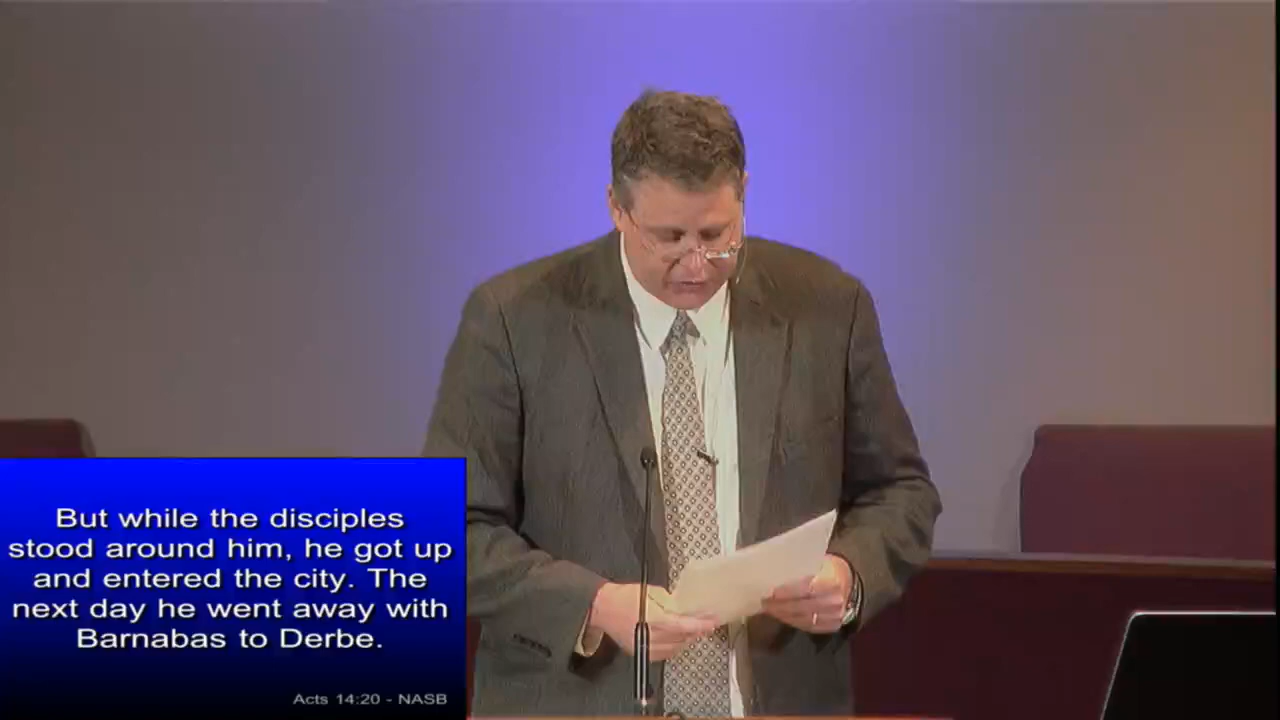 But while the disciples
stood around him, he got up
and entered the city. The
next day he went away with
Barnabas to Derbe.
Acts 14:20 - NASB